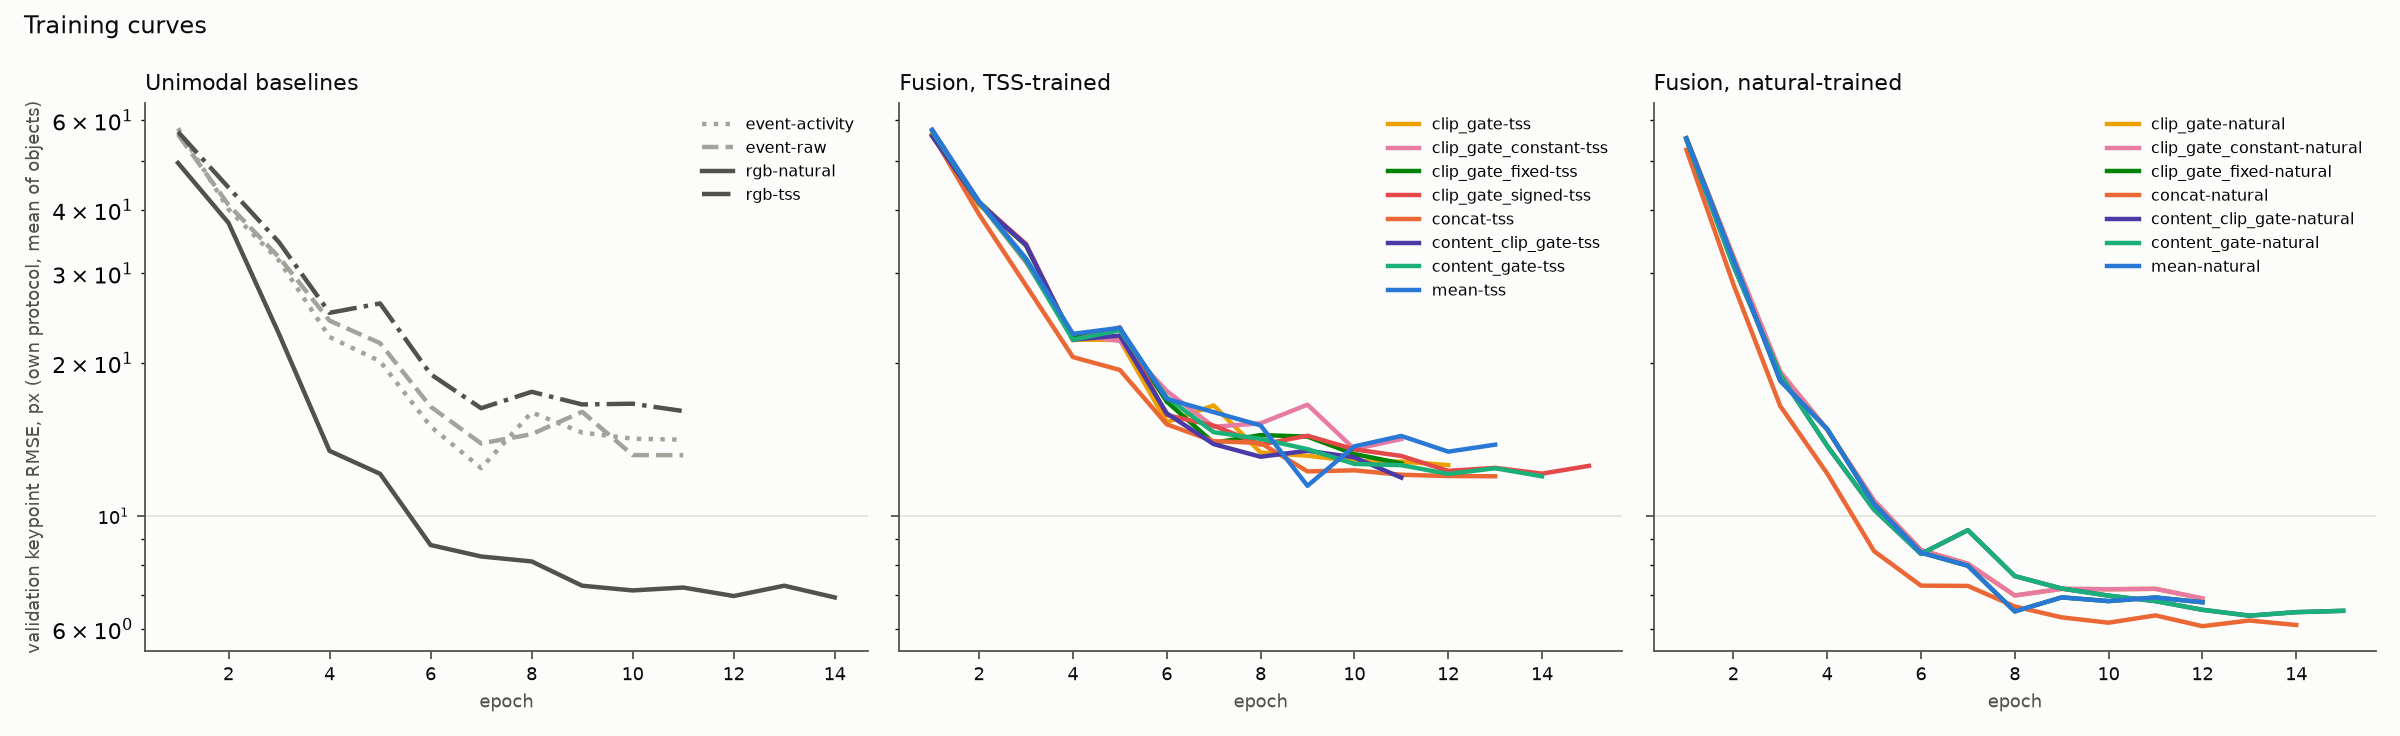 Training curves
Unimodal baselines
validation keypoint RMSE, px (own protocol, mean of objects)
6 × 10¹
4 × 10¹
3 × 10¹
2 × 10¹
10¹
6 × 10⁰
event-activity
event-raw
rgb-natural
rgb-tss
2 4 6 8 10 12 14
epoch
Fusion, TSS-trained
clip_gate-tss
clip_gate_constant-tss
clip_gate_fixed-tss
clip_gate_signed-tss
concat-tss
content_clip_gate-tss
content_gate-tss
mean-tss
2 4 6 8 10 12 14
epoch
Fusion, natural-trained
clip_gate-natural
clip_gate_constant-natural
clip_gate_fixed-natural
concat-natural
content_clip_gate-natural
content_gate-natural
mean-natural
2 4 6 8 10 12 14
epoch